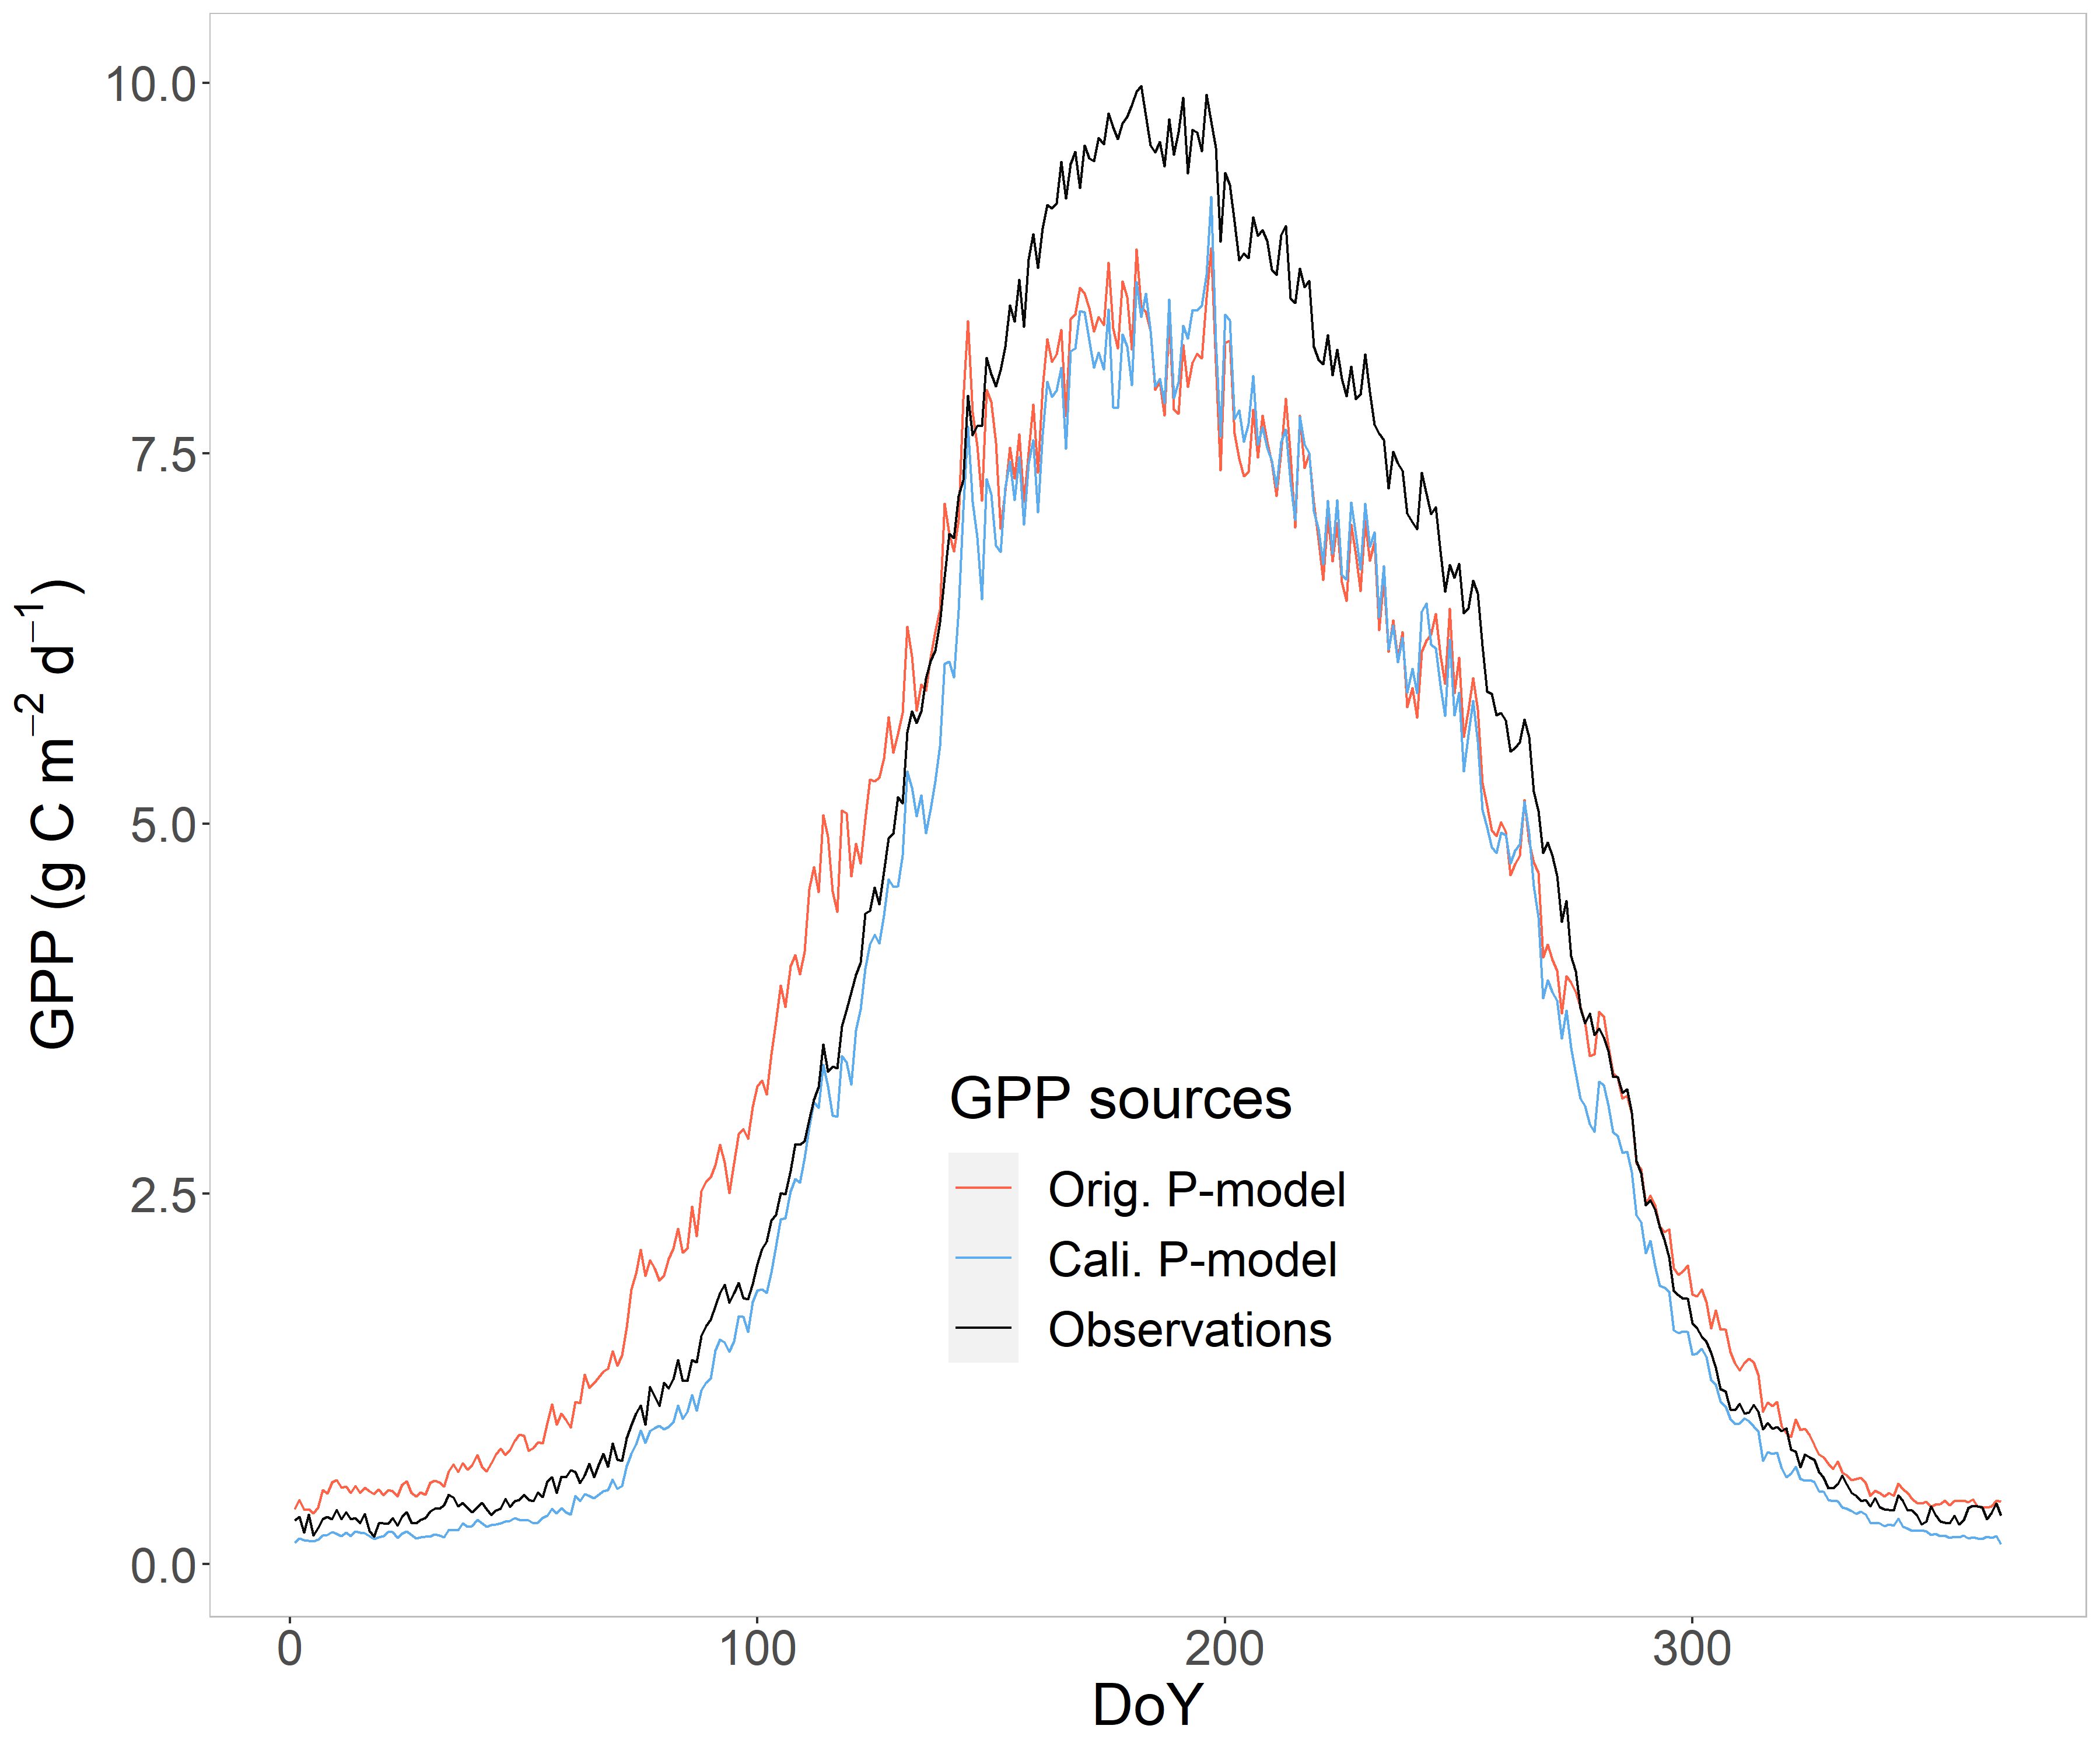 10.0
7.5
5.0
2.5
0.0
GPP (g C m⁻² d⁻¹)
GPP sources
Orig. P-model
Cali. P-model
Observations
0 100 200 300
DoY